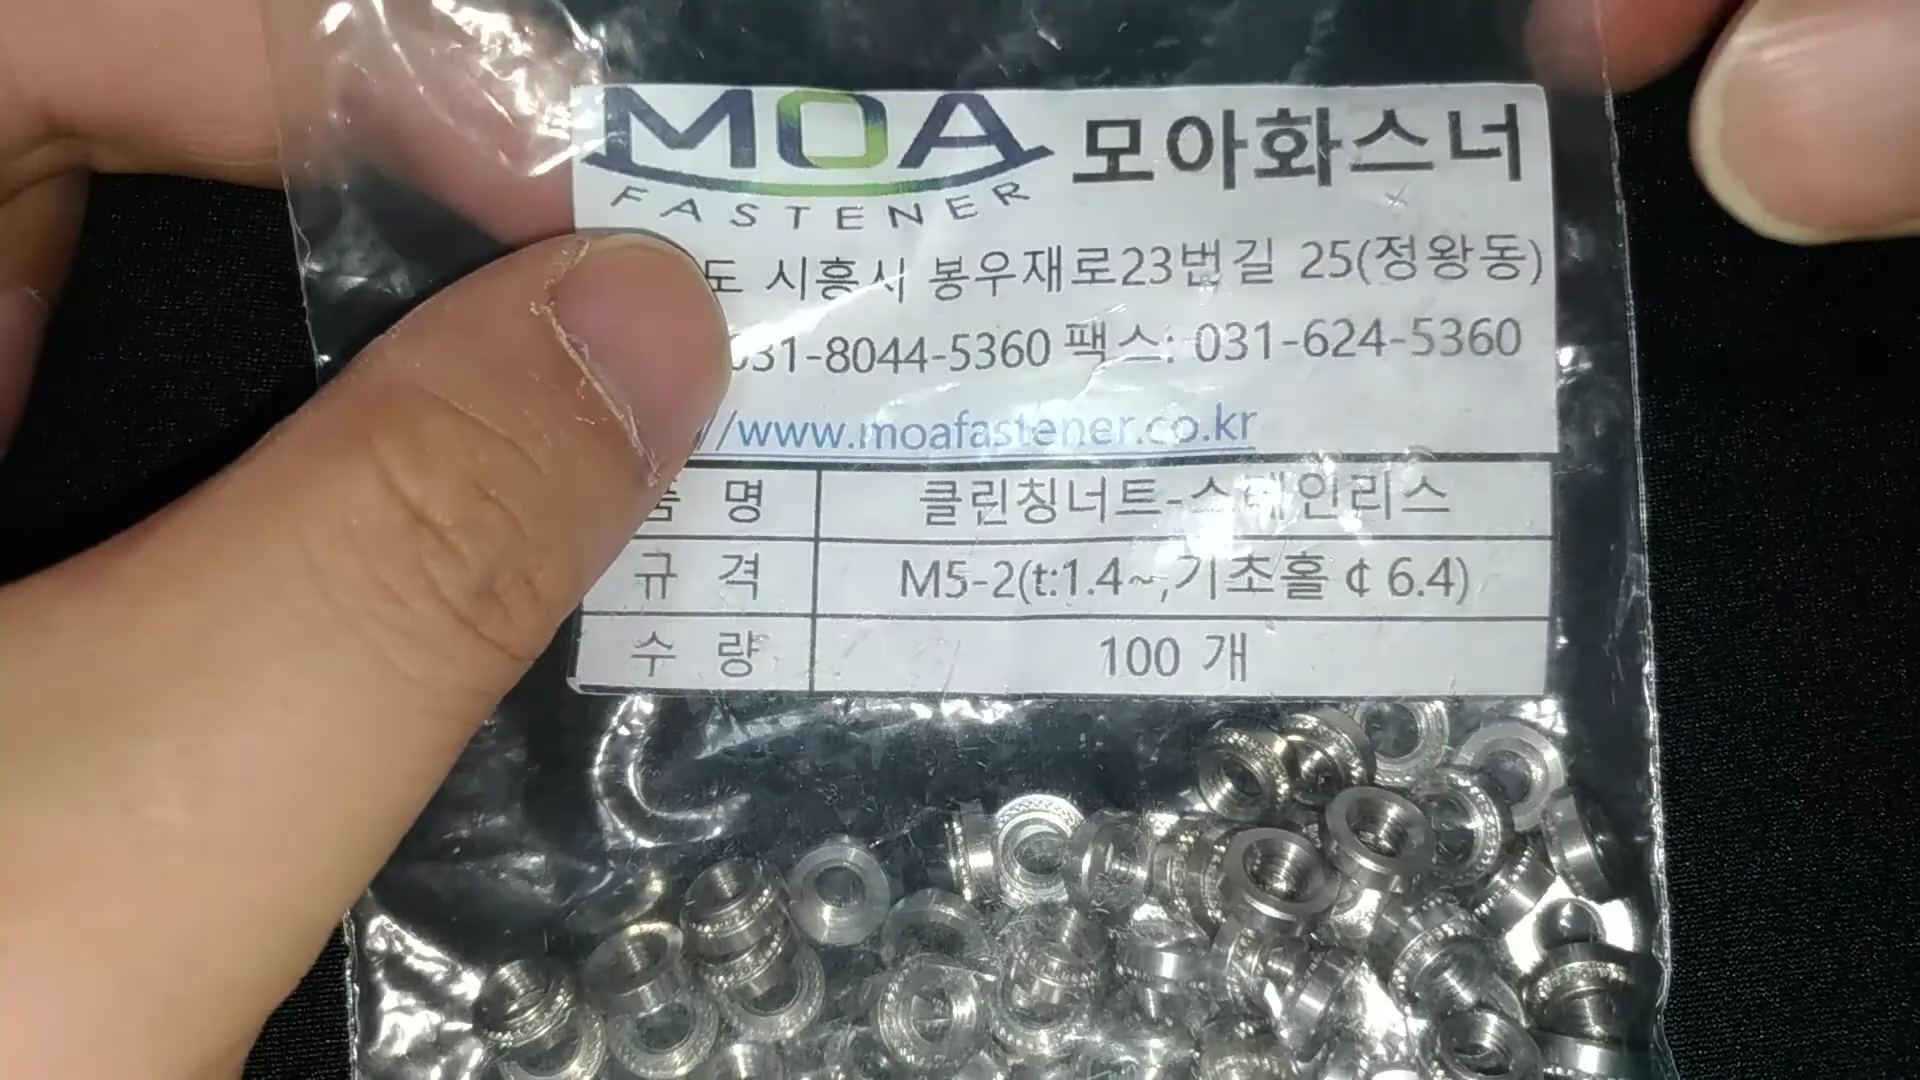 MOA 모아화스너
FASTENER
도 시흥시 봉우재로23번길 25(정왕동)
031-8044-5360 팩스: 031-624-5360
//www.moafastener.co.kr
품 명 클린칭너트-스테인리스
규 격 M5-2(t:1.4~,기초홀 ¢ 6.4)
수 량 100 개